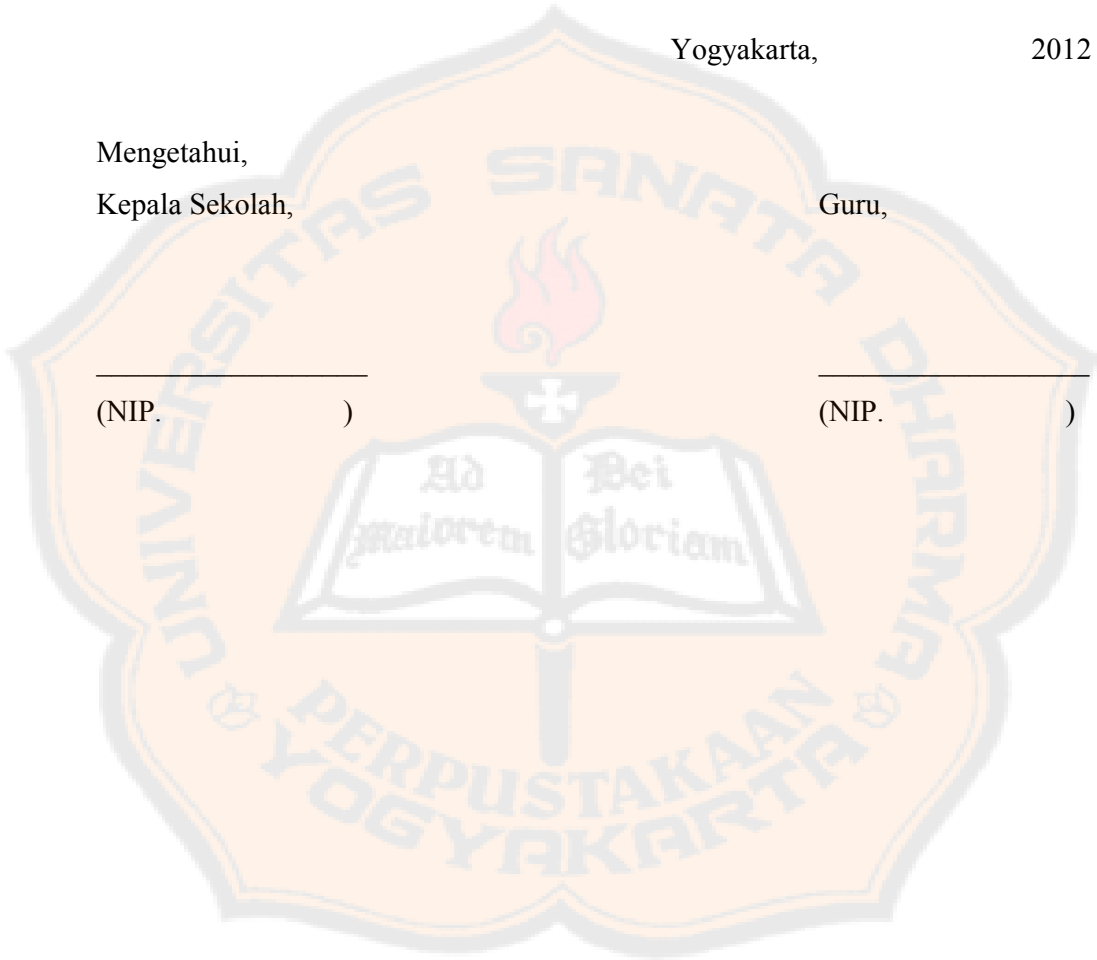 Yogyakarta, 2012
Mengetahui,
Kepala Sekolah, Guru,
(NIP. ) (NIP. )
UNIVERSITAS SANATA DHARMA
Ad Dei
Maiorem Gloriam
PERPUSTAKAAN
YOGYAKARTA